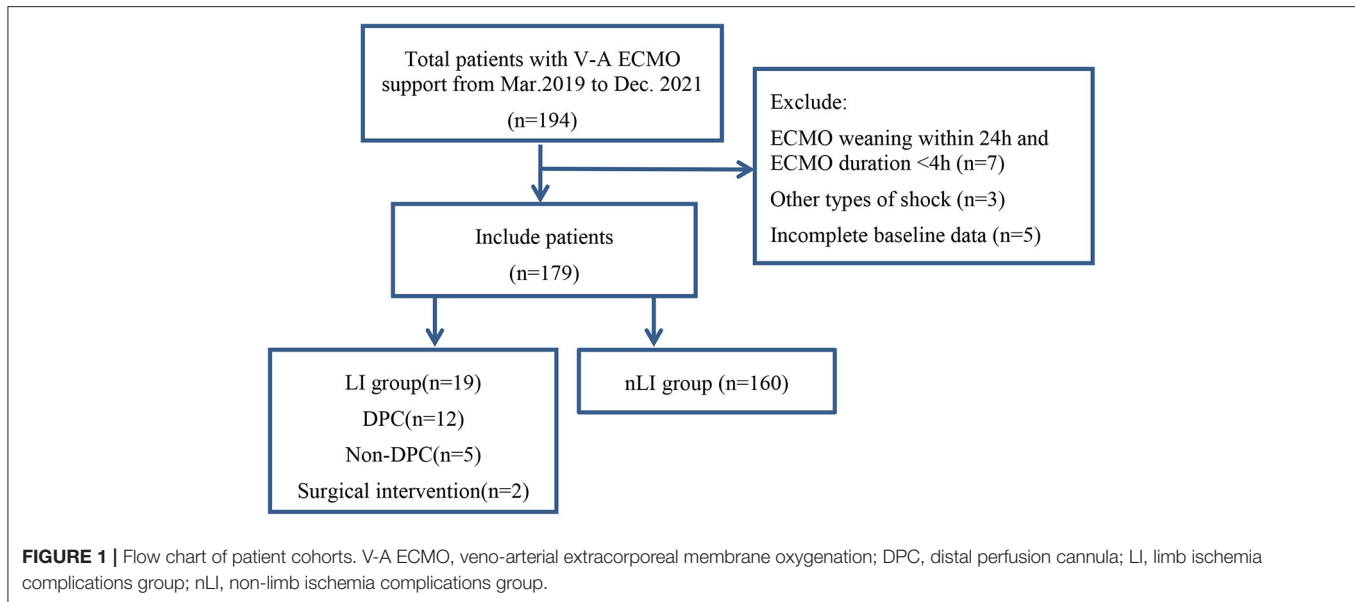 Total patients with V-A ECMO
support from Mar.2019 to Dec. 2021
(n=194)
Exclude:
ECMO weaning within 24h and
ECMO duration <4h (n=7)
Other types of shock (n=3)
Incomplete baseline data (n=5)
Include patients
(n=179)
LI group(n=19)
DPC(n=12)
Non-DPC(n=5)
Surgical intervention(n=2)
nLI group (n=160)
FIGURE 1 | Flow chart of patient cohorts. V-A ECMO, veno-arterial extracorporeal membrane oxygenation; DPC, distal perfusion cannula; LI, limb ischemia
complications group; nLI, non-limb ischemia complications group.